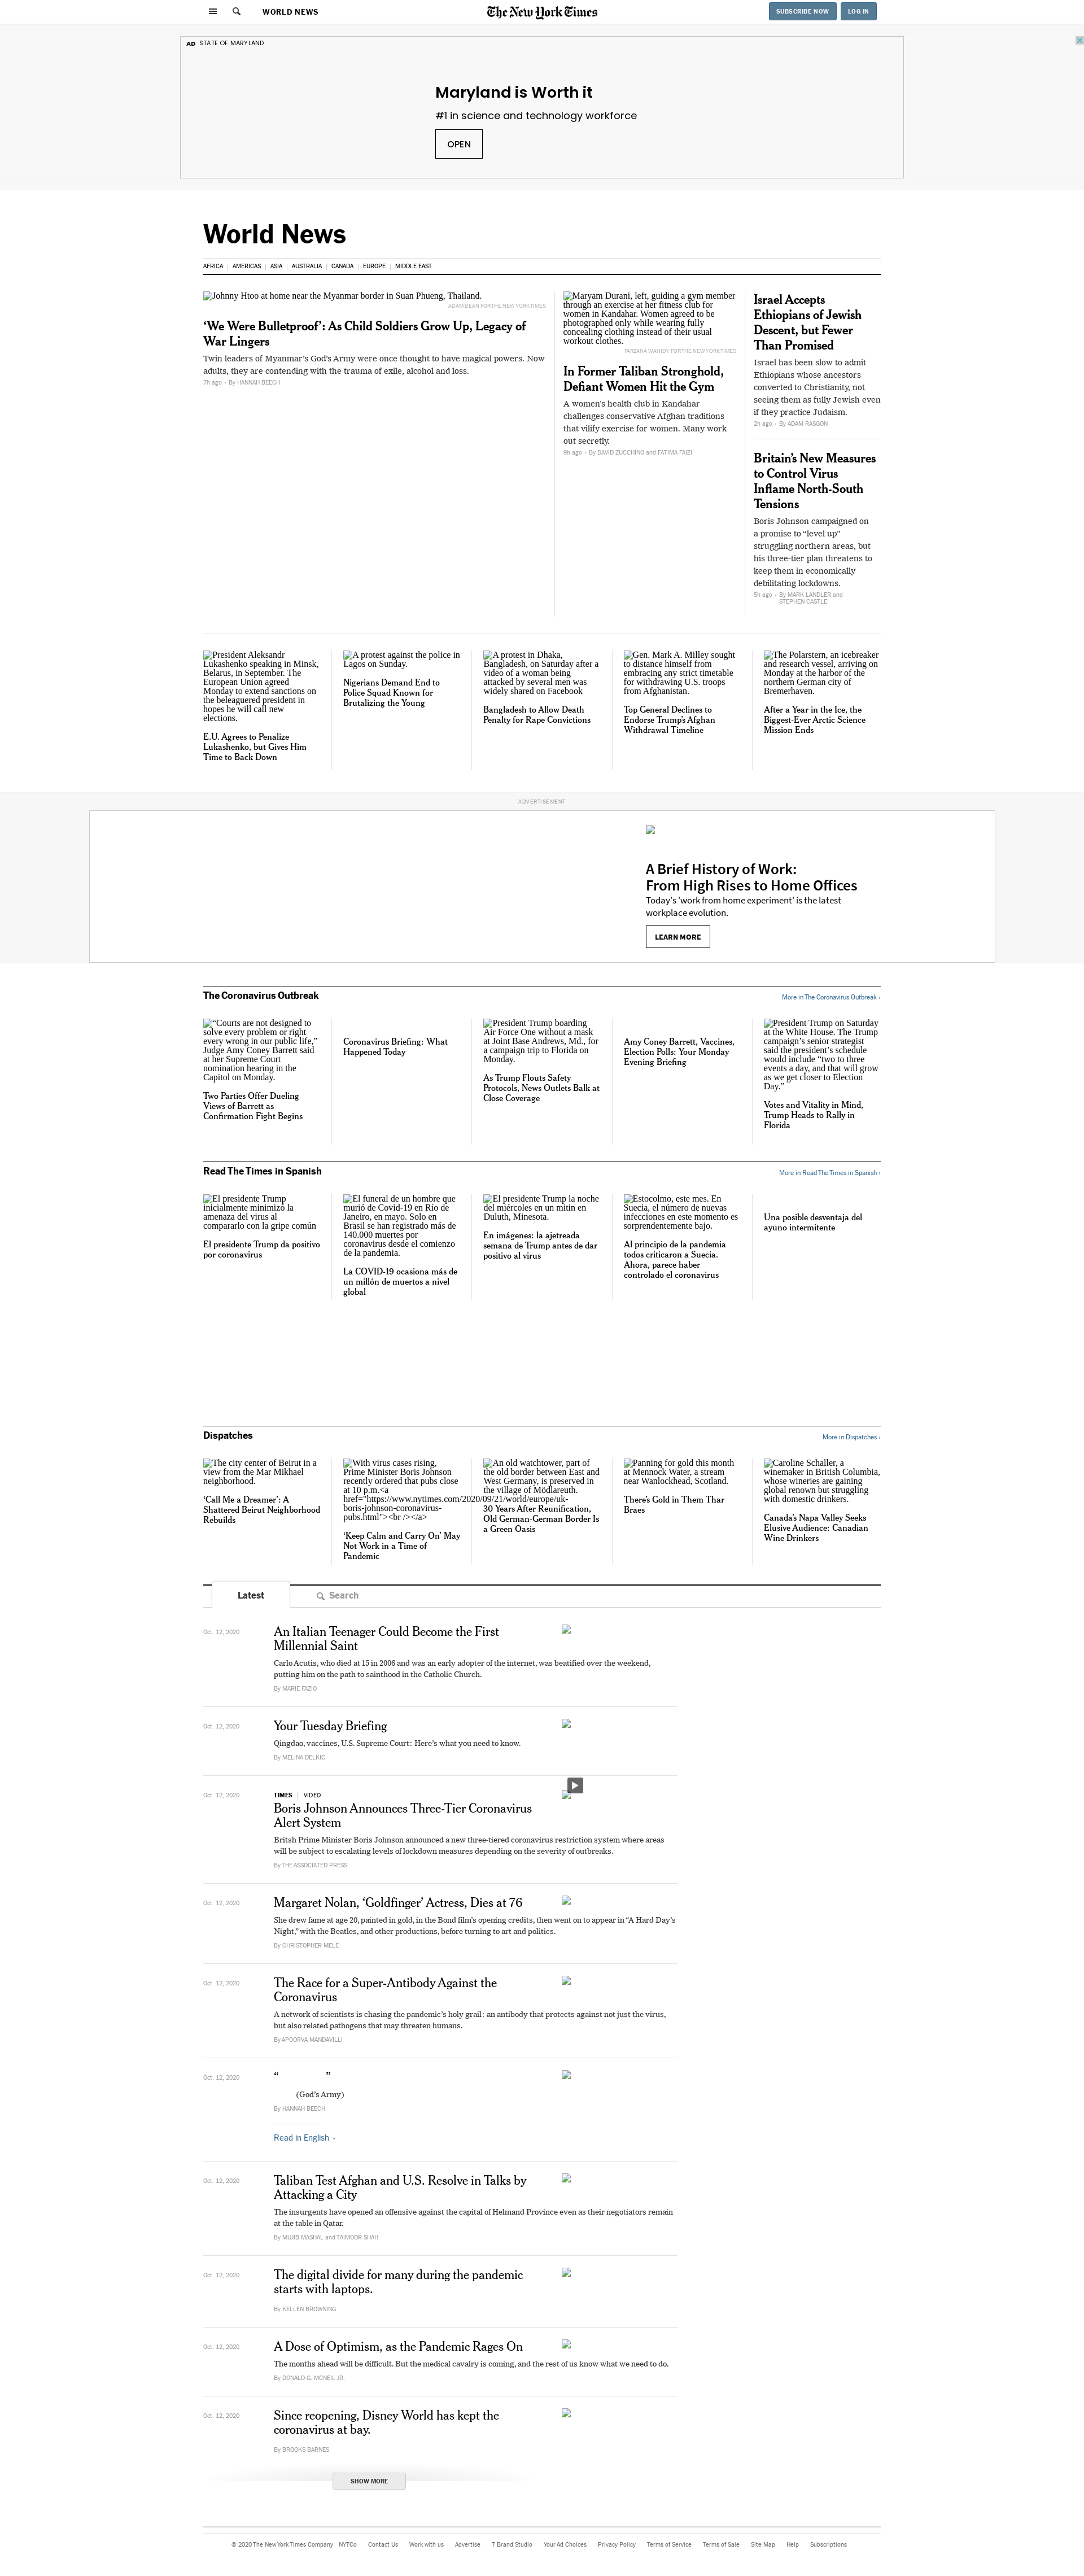 WORLD NEWS
The New York Times
SUBSCRIBE NOW
LOG IN
AD STATE OF MARYLAND
Maryland is Worth it
#1 in science and technology workforce
OPEN
World News
AFRICA
AMERICAS
ASIA
AUSTRALIA
CANADA
EUROPE
MIDDLE EAST
Johnny Htoo at home near the Myanmar border in Suan Phueng, Thailand.
ADAM DEAN FOR THE NEW YORK TIMES
‘We Were Bulletproof’: As Child Soldiers Grow Up, Legacy of
War Lingers
Twin leaders of Myanmar’s God’s Army were once thought to have magical powers. Now
adults, they are contending with the trauma of exile, alcohol and loss.
7h ago • By HANNAH BEECH
Maryam Durani, left, guiding a gym member
through an exercise at her fitness club for
women in Kandahar. Women agreed to be
photographed only while wearing fully
concealing clothing instead of their usual
workout clothes.
FARZANA WAHIDY FOR THE NEW YORK TIMES
In Former Taliban Stronghold,
Defiant Women Hit the Gym
A women’s health club in Kandahar
challenges conservative Afghan traditions
that vilify exercise for women. Many work
out secretly.
9h ago • By DAVID ZUCCHINO and FATIMA FAIZI
Israel Accepts
Ethiopians of Jewish
Descent, but Fewer
Than Promised
Israel has been slow to admit
Ethiopians whose ancestors
converted to Christianity, not
seeing them as fully Jewish even
if they practice Judaism.
2h ago • By ADAM RASGON
Britain’s New Measures
to Control Virus
Inflame North-South
Tensions
Boris Johnson campaigned on
a promise to “level up”
struggling northern areas, but
his three-tier plan threatens to
keep them in economically
debilitating lockdowns.
5h ago • By MARK LANDLER and
STEPHEN CASTLE
President Aleksandr
Lukashenko speaking in Minsk,
Belarus, in September. The
European Union agreed
Monday to extend sanctions on
the beleaguered president in
hopes he will call new
elections.
E.U. Agrees to Penalize
Lukashenko, but Gives Him
Time to Back Down
A protest against the police in
Lagos on Sunday.
Nigerians Demand End to
Police Squad Known for
Brutalizing the Young
A protest in Dhaka,
Bangladesh, on Saturday after a
video of a woman being
attacked by several men was
widely shared on Facebook
Bangladesh to Allow Death
Penalty for Rape Convictions
Gen. Mark A. Milley sought
to distance himself from
embracing any strict timetable
for withdrawing U.S. troops
from Afghanistan.
Top General Declines to
Endorse Trump’s Afghan
Withdrawal Timeline
The Polarstern, an icebreaker
and research vessel, arriving on
Monday at the harbor of the
northern German city of
Bremerhaven.
After a Year in the Ice, the
Biggest-Ever Arctic Science
Mission Ends
ADVERTISEMENT
A Brief History of Work:
From High Rises to Home Offices
Today's 'work from home experiment' is the latest
workplace evolution.
LEARN MORE
The Coronavirus Outbreak
More in The Coronavirus Outbreak ›
“Courts are not designed to
solve every problem or right
every wrong in our public life,”
Judge Amy Coney Barrett said
at her Supreme Court
nomination hearing in the
Capitol on Monday.
Two Parties Offer Dueling
Views of Barrett as
Confirmation Fight Begins
Coronavirus Briefing: What
Happened Today
President Trump boarding
Air Force One without a mask
at Joint Base Andrews, Md., for
a campaign trip to Florida on
Monday.
As Trump Flouts Safety
Protocols, News Outlets Balk at
Close Coverage
Amy Coney Barrett, Vaccines,
Election Polls: Your Monday
Evening Briefing
President Trump on Saturday
at the White House. The Trump
campaign’s senior strategist
said the president’s schedule
would include “two to three
events a day, and that will grow
as we get closer to Election
Day.”
Votes and Vitality in Mind,
Trump Heads to Rally in
Florida
Read The Times in Spanish
More in Read The Times in Spanish ›
El presidente Trump
inicialmente minimizó la
amenaza del virus al
compararlo con la gripe común
El presidente Trump da positivo
por coronavirus
El funeral de un hombre que
murió de Covid-19 en Río de
Janeiro, en mayo. Solo en
Brasil se han registrado más de
140.000 muertes por
coronavirus desde el comienzo
de la pandemia.
La COVID-19 ocasiona más de
un millón de muertos a nivel
global
El presidente Trump la noche
del miércoles en un mitin en
Duluth, Minesota.
En imágenes: la ajetreada
semana de Trump antes de dar
positivo al virus
Estocolmo, este mes. En
Suecia, el número de nuevas
infecciones en este momento es
sorprendentemente bajo.
Al principio de la pandemia
todos criticaron a Suecia.
Ahora, parece haber
controlado el coronavirus
Una posible desventaja del
ayuno intermitente
Dispatches
More in Dispatches ›
The city center of Beirut in a
view from the Mar Mikhael
neighborhood.
‘Call Me a Dreamer’: A
Shattered Beirut Neighborhood
Rebuilds
With virus cases rising,
Prime Minister Boris Johnson
recently ordered that pubs close
at 10 p.m.<a
href="https://www.nytimes.com/2020/09/21/world/europe/uk-
boris-johnson-coronavirus-
pubs.html"><br /></a>
‘Keep Calm and Carry On’ May
Not Work in a Time of
Pandemic
An old watchtower, part of
the old border between East and
West Germany, is preserved in
the village of Mödlareuth.
30 Years After Reunification,
Old German-German Border Is
a Green Oasis
Panning for gold this month
at Mennock Water, a stream
near Wanlockhead, Scotland.
There’s Gold in Them Thar
Braes
Caroline Schaller, a
winemaker in British Columbia,
whose wineries are gaining
global renown but struggling
with domestic drinkers.
Canada’s Napa Valley Seeks
Elusive Audience: Canadian
Wine Drinkers
Latest
Search
Oct. 12, 2020
An Italian Teenager Could Become the First
Millennial Saint
Carlo Acutis, who died at 15 in 2006 and was an early adopter of the internet, was beatified over the weekend,
putting him on the path to sainthood in the Catholic Church.
By MARIE FAZIO
Oct. 12, 2020
Your Tuesday Briefing
Qingdao, vaccines, U.S. Supreme Court: Here’s what you need to know.
By MELINA DELKIC
Oct. 12, 2020
TIMES VIDEO
Boris Johnson Announces Three-Tier Coronavirus
Alert System
Britsh Prime Minister Boris Johnson announced a new three-tiered coronavirus restriction system where areas
will be subject to escalating levels of lockdown measures depending on the severity of outbreaks.
By THE ASSOCIATED PRESS
Oct. 12, 2020
Margaret Nolan, ‘Goldfinger’ Actress, Dies at 76
She drew fame at age 20, painted in gold, in the Bond film’s opening credits, then went on to appear in “A Hard Day’s
Night,” with the Beatles, and other productions, before turning to art and politics.
By CHRISTOPHER MELE
Oct. 12, 2020
The Race for a Super-Antibody Against the
Coronavirus
A network of scientists is chasing the pandemic’s holy grail: an antibody that protects against not just the virus,
but also related pathogens that may threaten humans.
By APOORVA MANDAVILLI
Oct. 12, 2020
“ ”
(God’s Army)
By HANNAH BEECH
Read in English ›
Oct. 12, 2020
Taliban Test Afghan and U.S. Resolve in Talks by
Attacking a City
The insurgents have opened an offensive against the capital of Helmand Province even as their negotiators remain
at the table in Qatar.
By MUJIB MASHAL and TAIMOOR SHAH
Oct. 12, 2020
The digital divide for many during the pandemic
starts with laptops.
By KELLEN BROWNING
Oct. 12, 2020
A Dose of Optimism, as the Pandemic Rages On
The months ahead will be difficult. But the medical cavalry is coming, and the rest of us know what we need to do.
By DONALD G. MCNEIL JR.
Oct. 12, 2020
Since reopening, Disney World has kept the
coronavirus at bay.
By BROOKS BARNES
SHOW MORE
© 2020 The New York Times Company
NYTCo
Contact Us
Work with us
Advertise
T Brand Studio
Your Ad Choices
Privacy Policy
Terms of Service
Terms of Sale
Site Map
Help
Subscriptions